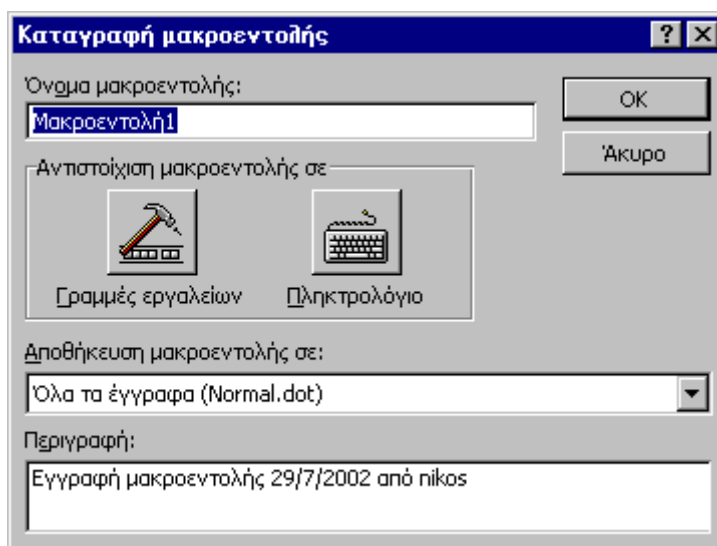 Καταγραφή μακροεντολής
Όνομα μακροεντολής:
Μακροεντολή1
OK
Άκυρο
Αντιστοίχιση μακροεντολής σε
Γραμμές εργαλείων Πληκτρολόγιο
Αποθήκευση μακροεντολής σε:
Όλα τα έγγραφα (Normal.dot)
Περιγραφή:
Εγγραφή μακροεντολής 29/7/2002 από nikos